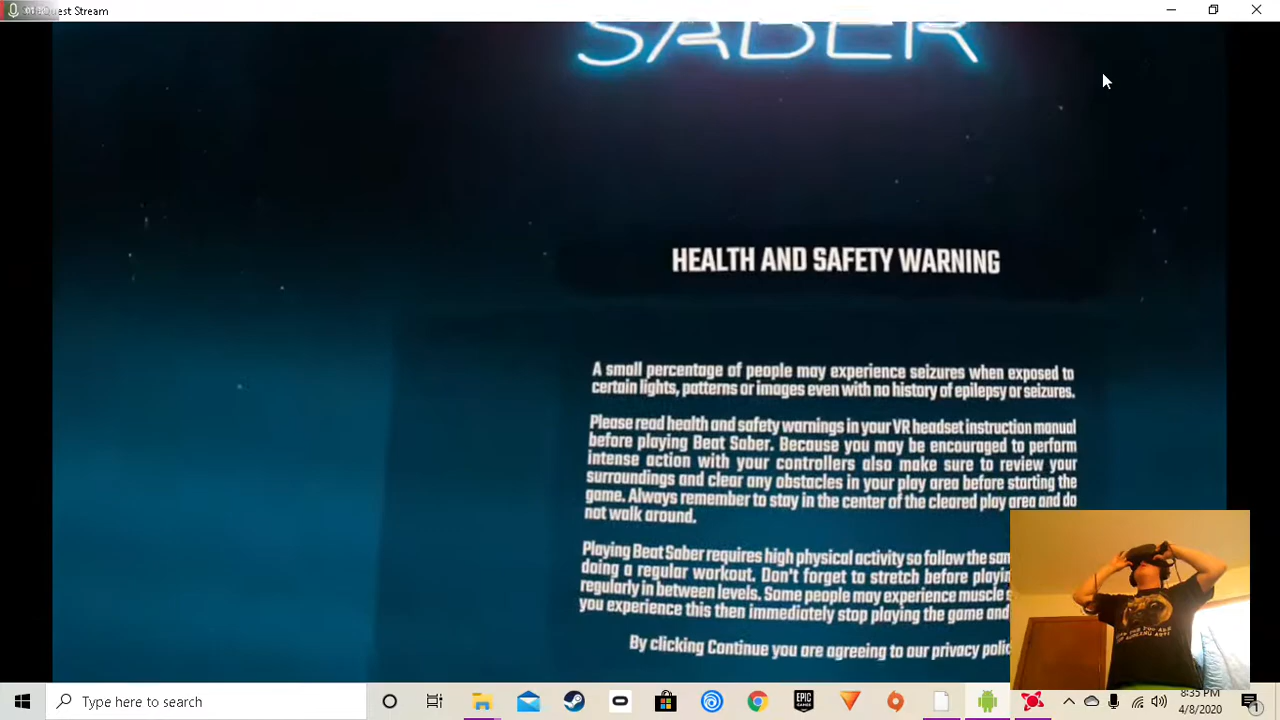 Stream
SABER
HEALTH AND SAFETY WARNING
A small percentage of people may experience seizures when exposed to
certain lights, patterns or images even with no history of epilepsy or seizures.
Please read health and safety warnings in your VR headset instruction manual
before playing Beat Saber. Because you may be encouraged to perform
intense action with your controllers also make sure to review your
surroundings and clear any obstacles in your play area before starting the
game. Always remember to stay in the center of the cleared play area and do
not walk around.
Playing Beat Saber requires high physical activity so follow the
doing a regular workout. Don't forget to stretch before
regularly in between levels. Some people may experience muscle
you experience this then immediately stop playing the game and
By clicking Continue you are agreeing to our privacy
Type here to search
EPIC
GAMES
8:35 PM
4/8/2020